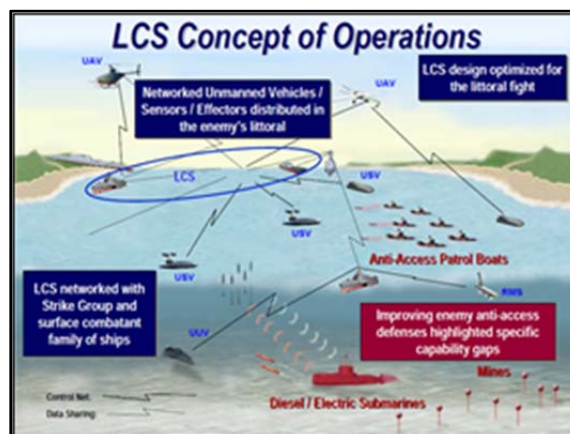 LCS Concept of Operations
UAV
Networked Unmanned Vehicles /
Sensors / Effectors distributed in
the enemy's littoral
UAV
LCS design optimized for
the littoral fight
LCS
USV
USV
Anti-Access Patrol Boats
USV
RMS
LCS networked with
Strike Group and
surface combatant
family of ships
UUV
Improving enemy anti-access
defenses highlighted specific
capability gaps
Mines
Control Net:
Data Sharing:
Diesel / Electric Submarines